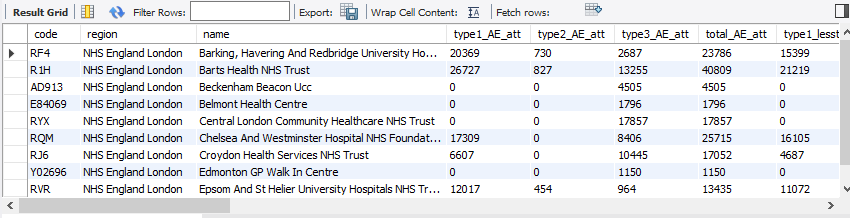 Result Grid Filter Rows: Export: Wrap Cell Content: Fetch rows:
code region name type1_AE_att type2_AE_att type3_AE_att total_AE_att type1_lesst
RF4 NHS England London Barking, Havering And Redbridge University Ho... 20369 730 2687 23786 15399
R1H NHS England London Barts Health NHS Trust 26727 827 13255 40809 21219
AD913 NHS England London Beckenham Beacon Ucc 0 0 4505 4505 0
E84069 NHS England London Belmont Health Centre 0 0 1796 1796 0
RYX NHS England London Central London Community Healthcare NHS Trust 0 0 17857 17857 0
RQM NHS England London Chelsea And Westminster Hospital NHS Foundat... 17309 0 8406 25715 16105
RJ6 NHS England London Croydon Health Services NHS Trust 6607 0 10445 17052 4687
Y02696 NHS England London Edmonton GP Walk In Centre 0 0 1150 1150 0
RVR NHS England London Epsom And St Helier University Hospitals NHS Tr... 12017 454 964 13435 11072